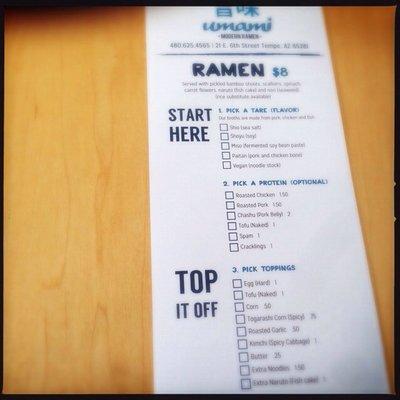 旨味
umami
- MODERN RAMEN -
480.625.4565 | 21 E. 6th Street Tempe, AZ 85281
RAMEN $8
Served with pickled bamboo shoots, scallions, spinach,
carrot flowers, naruto (fish cake) and nori (seaweed)
(rice substitute available)
START
HERE
1. PICK A TARE (FLAVOR)
Our broths are made from pork, chicken and fish
Shio (sea salt)
Shoyu (soy)
Miso (fermented soy bean paste)
Paitan (pork and chicken bone)
Vegan (noodle stock)
2. PICK A PROTEIN (OPTIONAL)
Roasted Chicken 1.50
Roasted Pork 1.50
Chashu (Pork Belly) 2
Tofu (Naked) 1
Spam 1
Cracklings 1
TOP
IT OFF
3. PICK TOPPINGS
Egg (Hard) 1
Tofu (Naked) 1
Corn .50
Togarashi Corn (Spicy) .75
Roasted Garlic .50
Kimchi (Spicy Cabbage) 1
Butter .25
Extra Noodles 1.50
Extra Naruto (Fish cake) 1